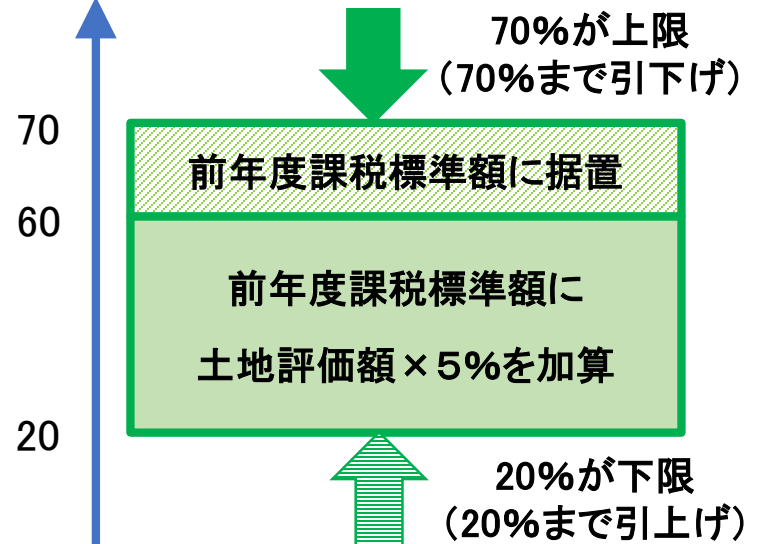 70%が上限
（70%まで引下げ）
70
前年度課税標準額に据置
60
前年度課税標準額に
土地評価額×５%を加算
20
20%が下限
（20%まで引上げ）